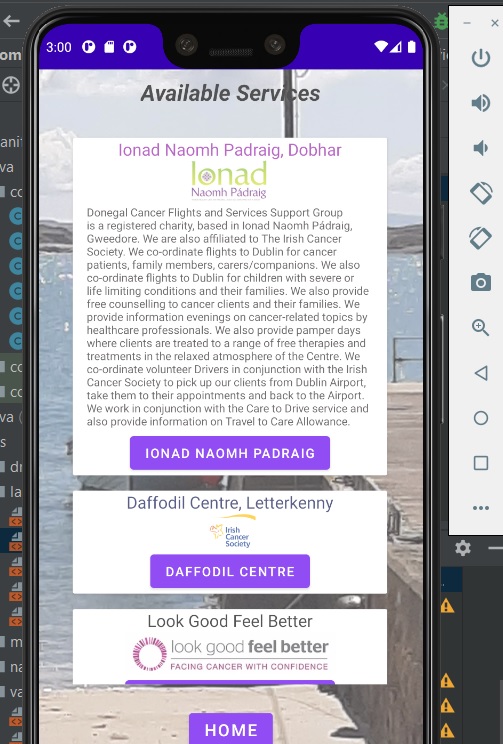 3:00
Available Services
Ionad Naomh Padraig, Dobhar
Ionad
Naomh Pádraig
Donegal Cancer Flights and Services Support Group
is a registered charity, based in Ionad Naomh Pádraig,
Gweedore. We are also affiliated to The Irish Cancer
Society. We co-ordinate flights to Dublin for cancer
patients, family members, carers/companions. We also
co-ordinate flights to Dublin for children with severe or
life limiting conditions and their families. We also provide
free counselling to cancer clients and their families. We
provide information evenings on cancer-related topics by
healthcare professionals. We also provide pamper days
where clients are treated to a range of free therapies and
treatments in the relaxed atmosphere of the Centre. We
co-ordinate volunteer Drivers in conjunction with the Irish
Cancer Society to pick up our clients from Dublin Airport,
take them to their appointments and back to the Airport.
We work in conjunction with the Care to Drive service and
also provide information on Travel to Care Allowance.
IONAD NAOMH PADRAIG
Daffodil Centre, Letterkenny
Irish
Cancer
Society
DAFFODIL CENTRE
Look Good Feel Better
look good feel better
FACING CANCER WITH CONFIDENCE
HOME